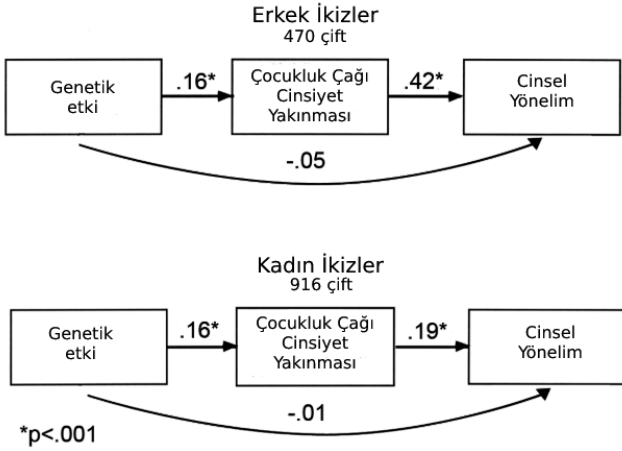 Erkek İkizler
470 çift
Genetik
etki
.16*
Çocukluk Çağı
Cinsiyet
Yakınması
.42*
Cinsel
Yönelim
-.05
Kadın İkizler
916 çift
Genetik
etki
.16*
Çocukluk Çağı
Cinsiyet
Yakınması
.19*
Cinsel
Yönelim
-.01
*p<.001